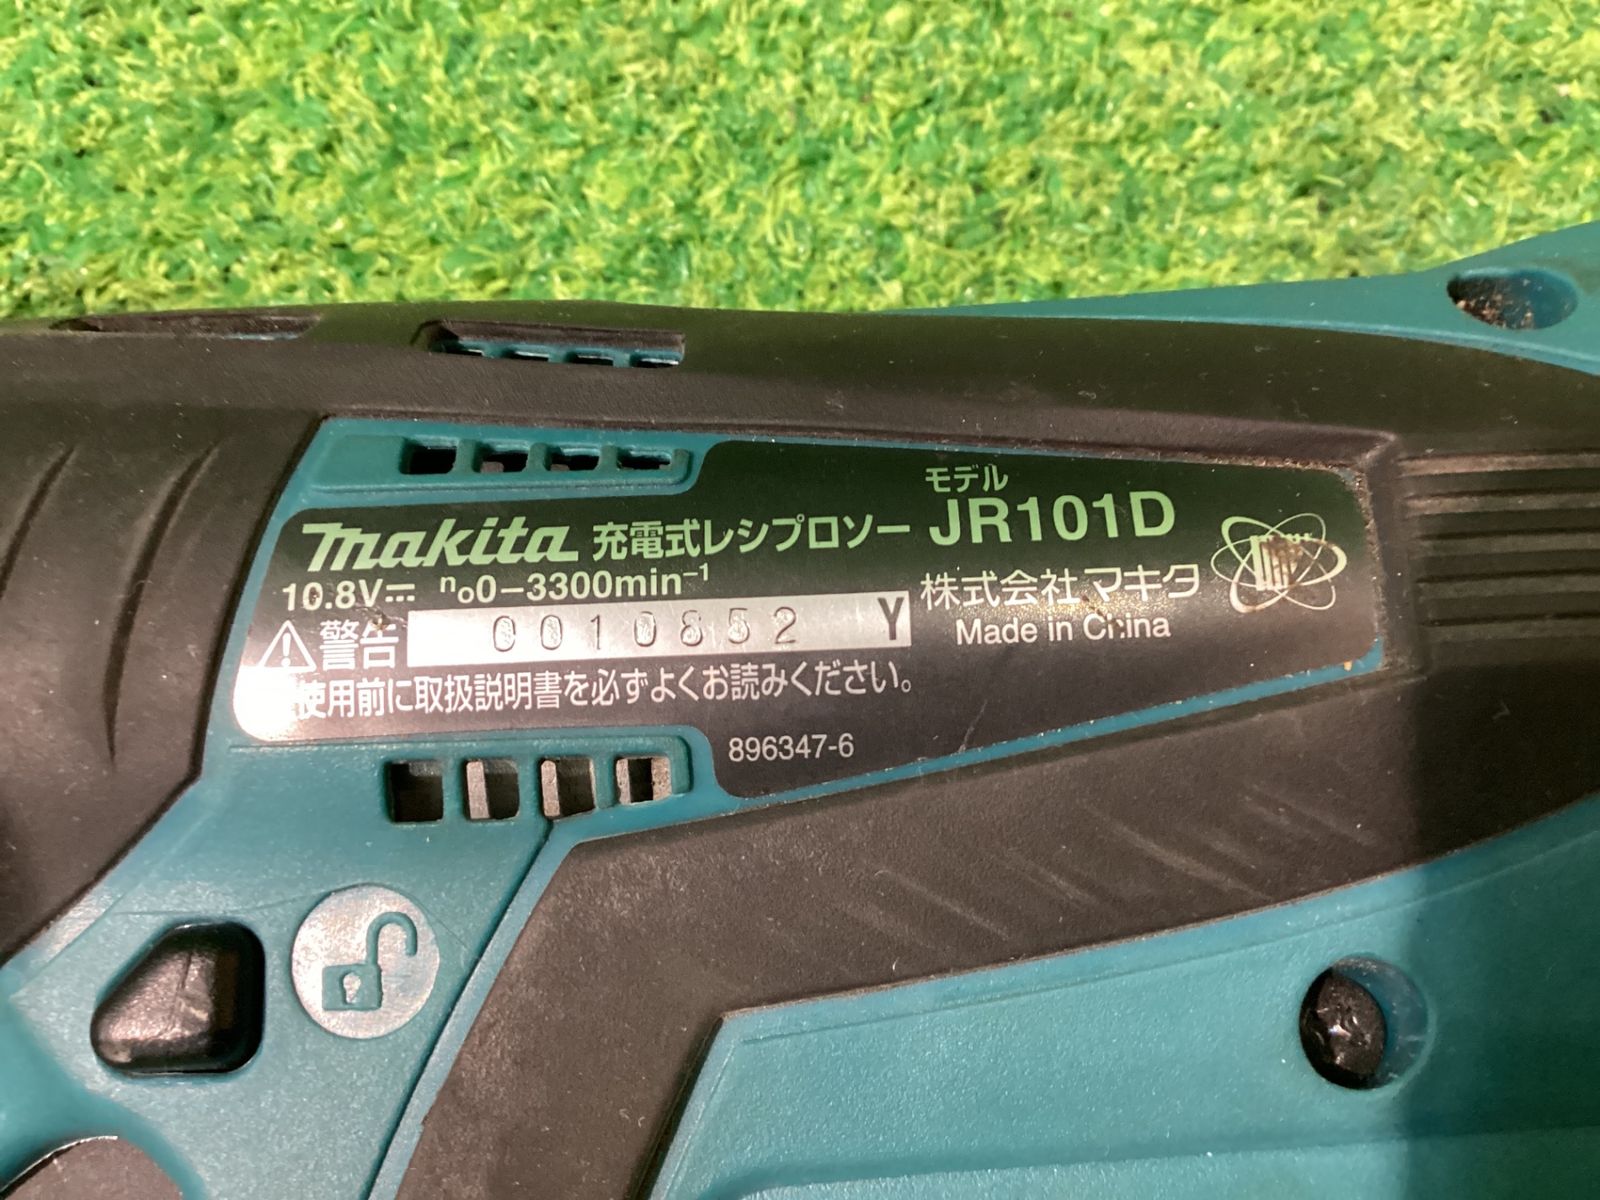 モデル
makita 充電式レシプロソー JR101D
10.8V⎓ n₀0-3300min⁻¹
株式会社マキタ
警告 0010852 Y
Made in China
使用前に取扱説明書を必ずよくお読みください。
896347-6